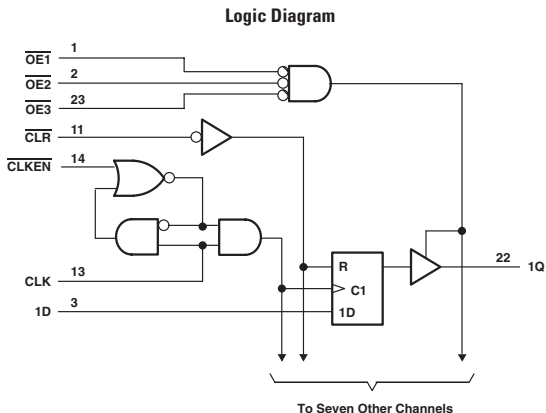 Logic Diagram
OE1 1
OE2 2
OE3 23
CLR 11
CLKEN 14
CLK 13
1D 3
R
C1
1D
22 1Q
To Seven Other Channels